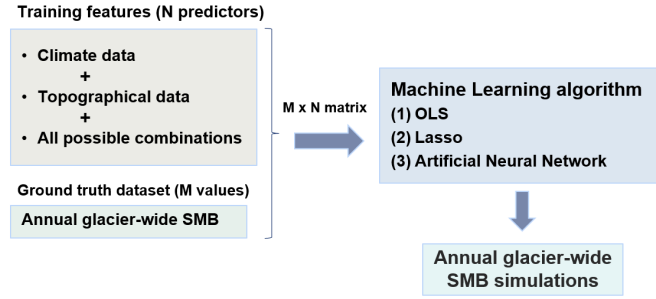 Training features (N predictors)
• Climate data
+
• Topographical data
+
• All possible combinations
Ground truth dataset (M values)
Annual glacier-wide SMB
M x N matrix
Machine Learning algorithm
(1) OLS
(2) Lasso
(3) Artificial Neural Network
Annual glacier-wide
SMB simulations